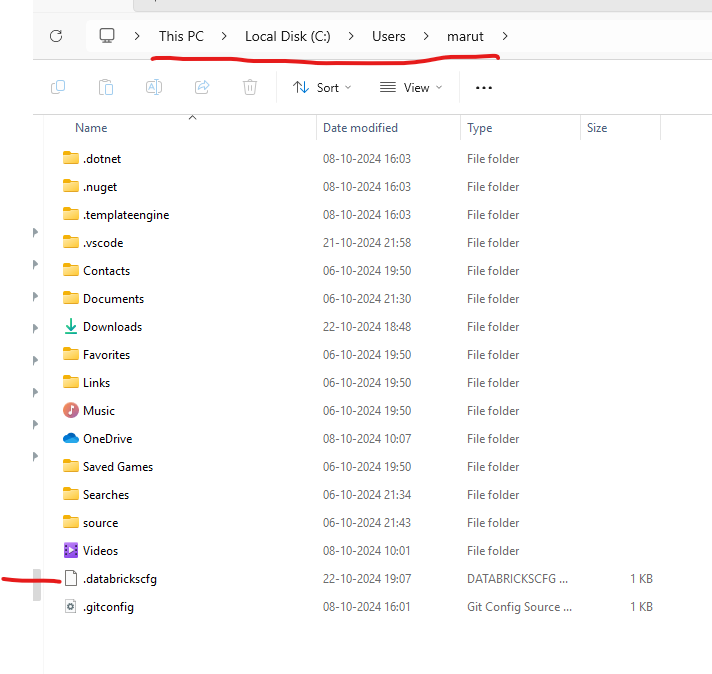 This PC > Local Disk (C:) > Users > marut >
Sort View ...
Name Date modified Type Size
.dotnet 08-10-2024 16:03 File folder
.nuget 08-10-2024 16:03 File folder
.templateengine 08-10-2024 16:03 File folder
.vscode 21-10-2024 21:58 File folder
Contacts 06-10-2024 19:50 File folder
Documents 06-10-2024 21:30 File folder
Downloads 22-10-2024 18:48 File folder
Favorites 06-10-2024 19:50 File folder
Links 06-10-2024 19:50 File folder
Music 06-10-2024 19:50 File folder
OneDrive 08-10-2024 10:07 File folder
Saved Games 06-10-2024 19:50 File folder
Searches 06-10-2024 21:34 File folder
source 06-10-2024 21:43 File folder
Videos 08-10-2024 10:01 File folder
.databrickscfg 22-10-2024 19:07 DATABRICKSCFG ... 1 KB
.gitconfig 08-10-2024 16:01 Git Config Source ... 1 KB